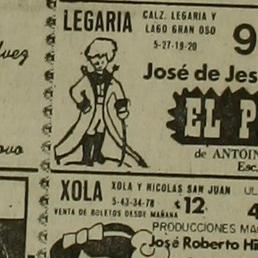 LEGARIA
CALZ. LEGARIA Y
LAGO GRAN OSO
5-27-19-20
9
José de Jes
EL P
de ANTOIN
Esc.
XOLA
XOLA Y NICOLAS SAN JUAN
5-43-34-78
$12
4
VENTA DE BOLETOS DESDE MAÑANA
PRODUCCIONES MA
José Roberto Hi